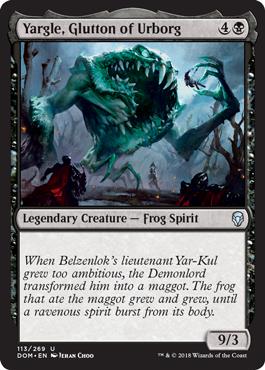 Yargle, Glutton of Urborg 4
Legendary Creature — Frog Spirit
When Belzenlok's lieutenant Yar-Kul
grew too ambitious, the Demonlord
transformed him into a maggot. The frog
that ate the maggot grew and grew, until
a ravenous spirit burst from its body.
9/3
113/269 U
DOM • EN Jehan Choo
™ & © 2018 Wizards of the Coast